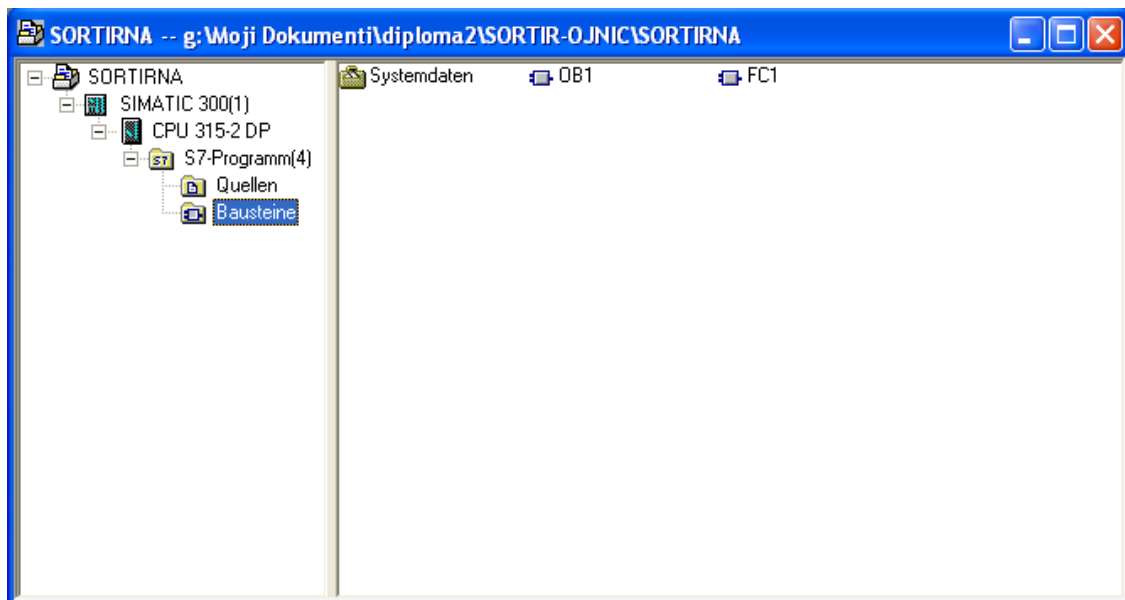 SORTIRNA -- g:\Moji Dokumenti\diploma2\SORTIR-OJNIC\SORTIRNA
SORTIRNA
SIMATIC 300(1)
CPU 315-2 DP
S7-Programm(4)
Quellen
Bausteine
Systemdaten OB1 FC1